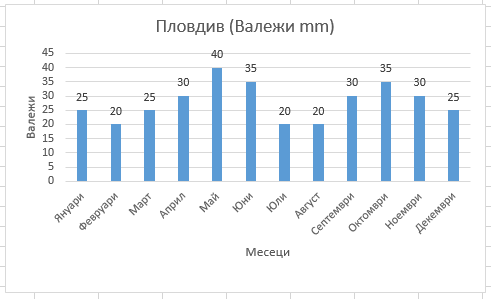 Пловдив (Валежи mm)
Валежи
45
40
35
30
25
20
15
10
5
0
25
20
25
30
40
35
20
20
30
35
30
25
Януари
Февруари
Март
Април
Май
Юни
Юли
Август
Септември
Октомври
Ноември
Декември
Месеци